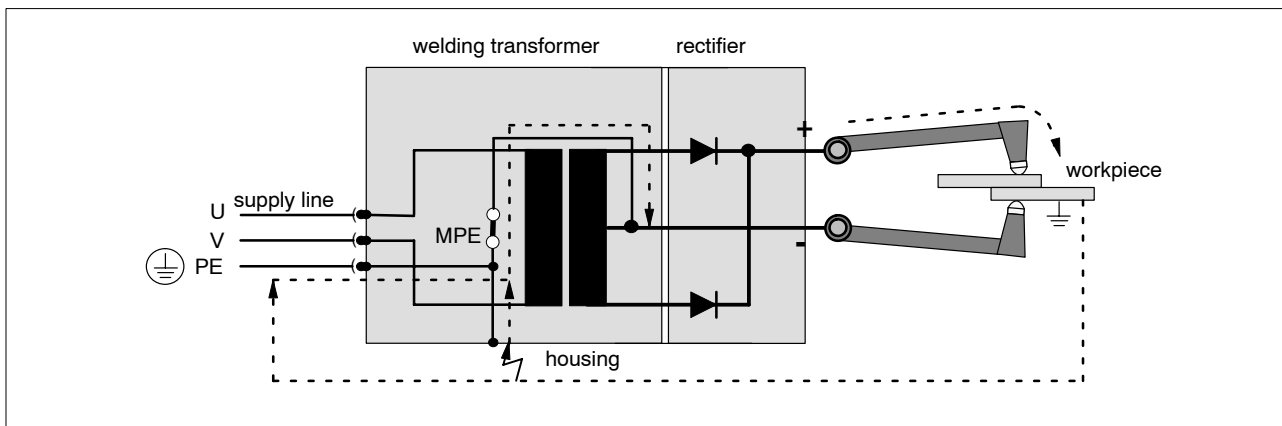 welding transformer
rectifier
+
workpiece
supply line
U
V
MPE
-
PE
housing